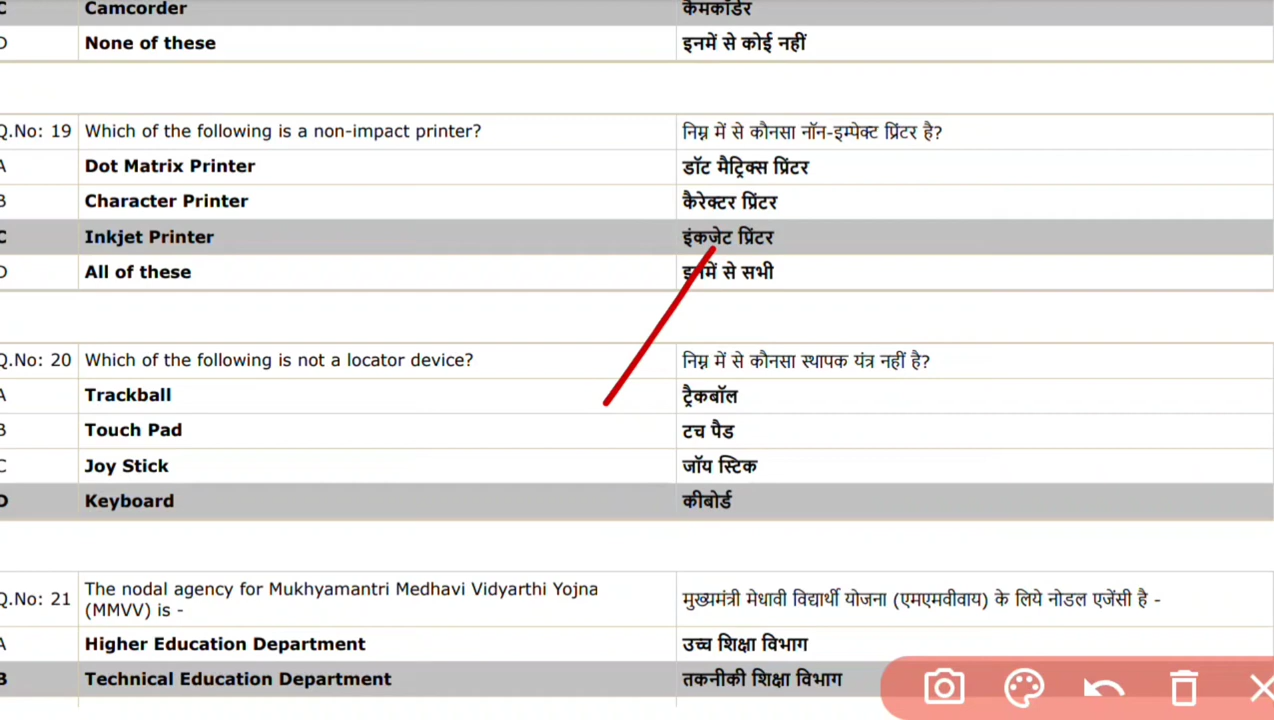 C Camcorder कैमकॉर्डर
D None of these इनमें से कोई नहीं
Q.No: 19 Which of the following is a non-impact printer? निम्न में से कौनसा नॉन-इम्पेक्ट प्रिंटर है?
A Dot Matrix Printer डॉट मैट्रिक्स प्रिंटर
B Character Printer कैरेक्टर प्रिंटर
C Inkjet Printer इंकजेट प्रिंटर
D All of these इनमें से सभी
Q.No: 20 Which of the following is not a locator device? निम्न में से कौनसा स्थापक यंत्र नहीं है?
A Trackball ट्रैकबॉल
B Touch Pad टच पैड
C Joy Stick जॉय स्टिक
D Keyboard कीबोर्ड
Q.No: 21 The nodal agency for Mukhyamantri Medhavi Vidyarthi Yojna
(MMVV) is - मुख्यमंत्री मेधावी विद्यार्थी योजना (एमएमवीवाय) के लिये नोडल एजेंसी है -
A Higher Education Department उच्च शिक्षा विभाग
B Technical Education Department तकनीकी शिक्षा विभाग